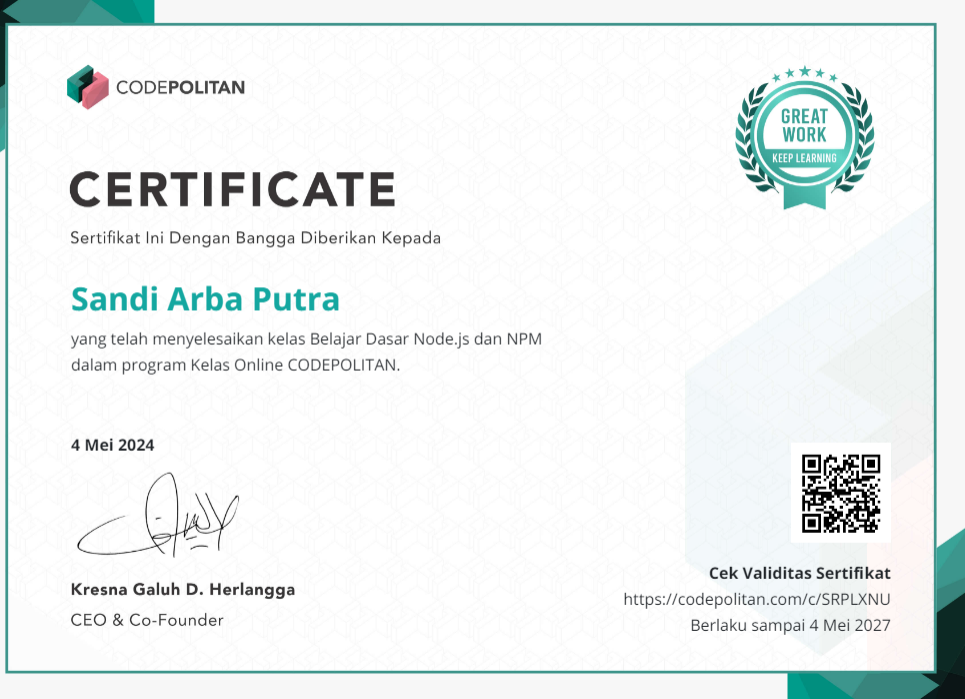 CODEPOLITAN
GREAT
WORK
KEEP LEARNING
CERTIFICATE
Sertifikat Ini Dengan Bangga Diberikan Kepada
Sandi Arba Putra
yang telah menyelesaikan kelas Belajar Dasar Node.js dan NPM
dalam program Kelas Online CODEPOLITAN.
4 Mei 2024
Kresna Galuh D. Herlangga
CEO & Co-Founder
Cek Validitas Sertifikat
https://codepolitan.com/c/SRPLXNU
Berlaku sampai 4 Mei 2027